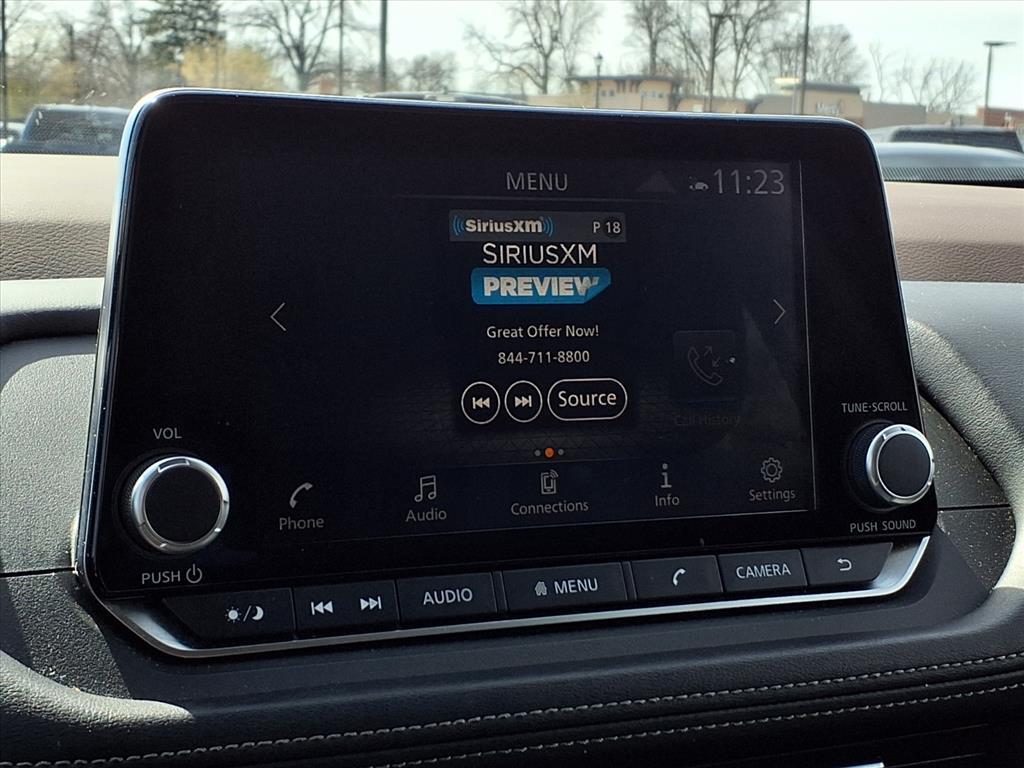 MENU
11:23
SiriusXM P 18
SIRIUSXM
PREVIEW
Great Offer Now!
844-711-8800
Source
Call History
Phone
Audio
Connections
Info
Settings
VOL
PUSH
TUNE·SCROLL
PUSH SOUND
AUDIO
MENU
CAMERA